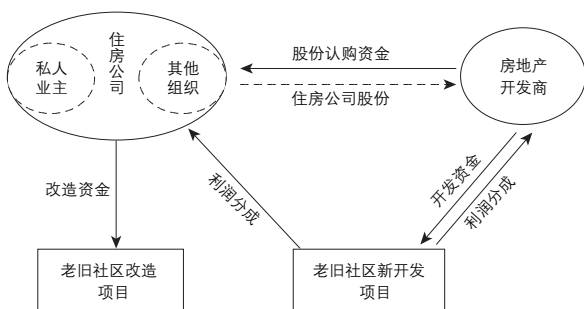 住房公司
私人
业主
其他
组织
股份认购资金
住房公司股份
房地产
开发商
改造资金
利润分成
开发资金
利润分成
老旧社区改造
项目
老旧社区新开发
项目